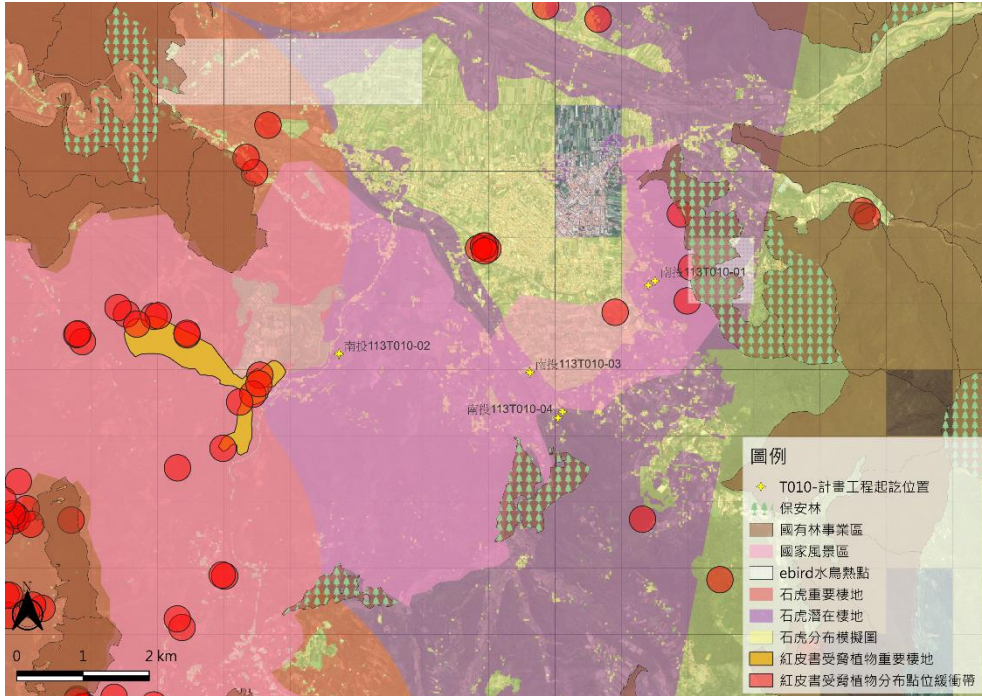 南投113T010-01
南投113T010-02
南投113T010-03
南投113T010-04
圖例
T010-計畫工程起訖位置
保安林
國有林事業區
國家風景區
ebird水鳥熱點
石虎重要棲地
石虎潛在棲地
石虎分布模擬圖
紅皮書受脅植物重要棲地
紅皮書受脅植物分布點位緩衝帶
N
0 1 2 km